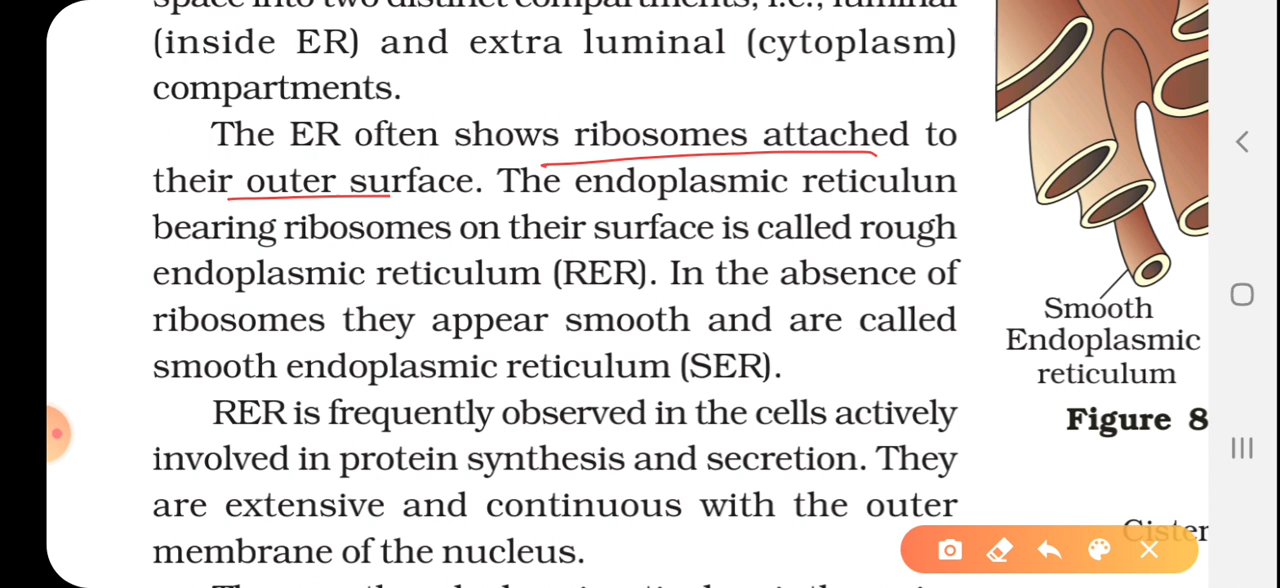 (inside ER) and extra luminal (cytoplasm)
compartments.
The ER often shows ribosomes attached to
their outer surface. The endoplasmic reticulun
bearing ribosomes on their surface is called rough
endoplasmic reticulum (RER). In the absence of
ribosomes they appear smooth and are called
smooth endoplasmic reticulum (SER).
RER is frequently observed in the cells actively
involved in protein synthesis and secretion. They
are extensive and continuous with the outer
membrane of the nucleus.
Smooth
Endoplasmic
reticulum
Figure 8